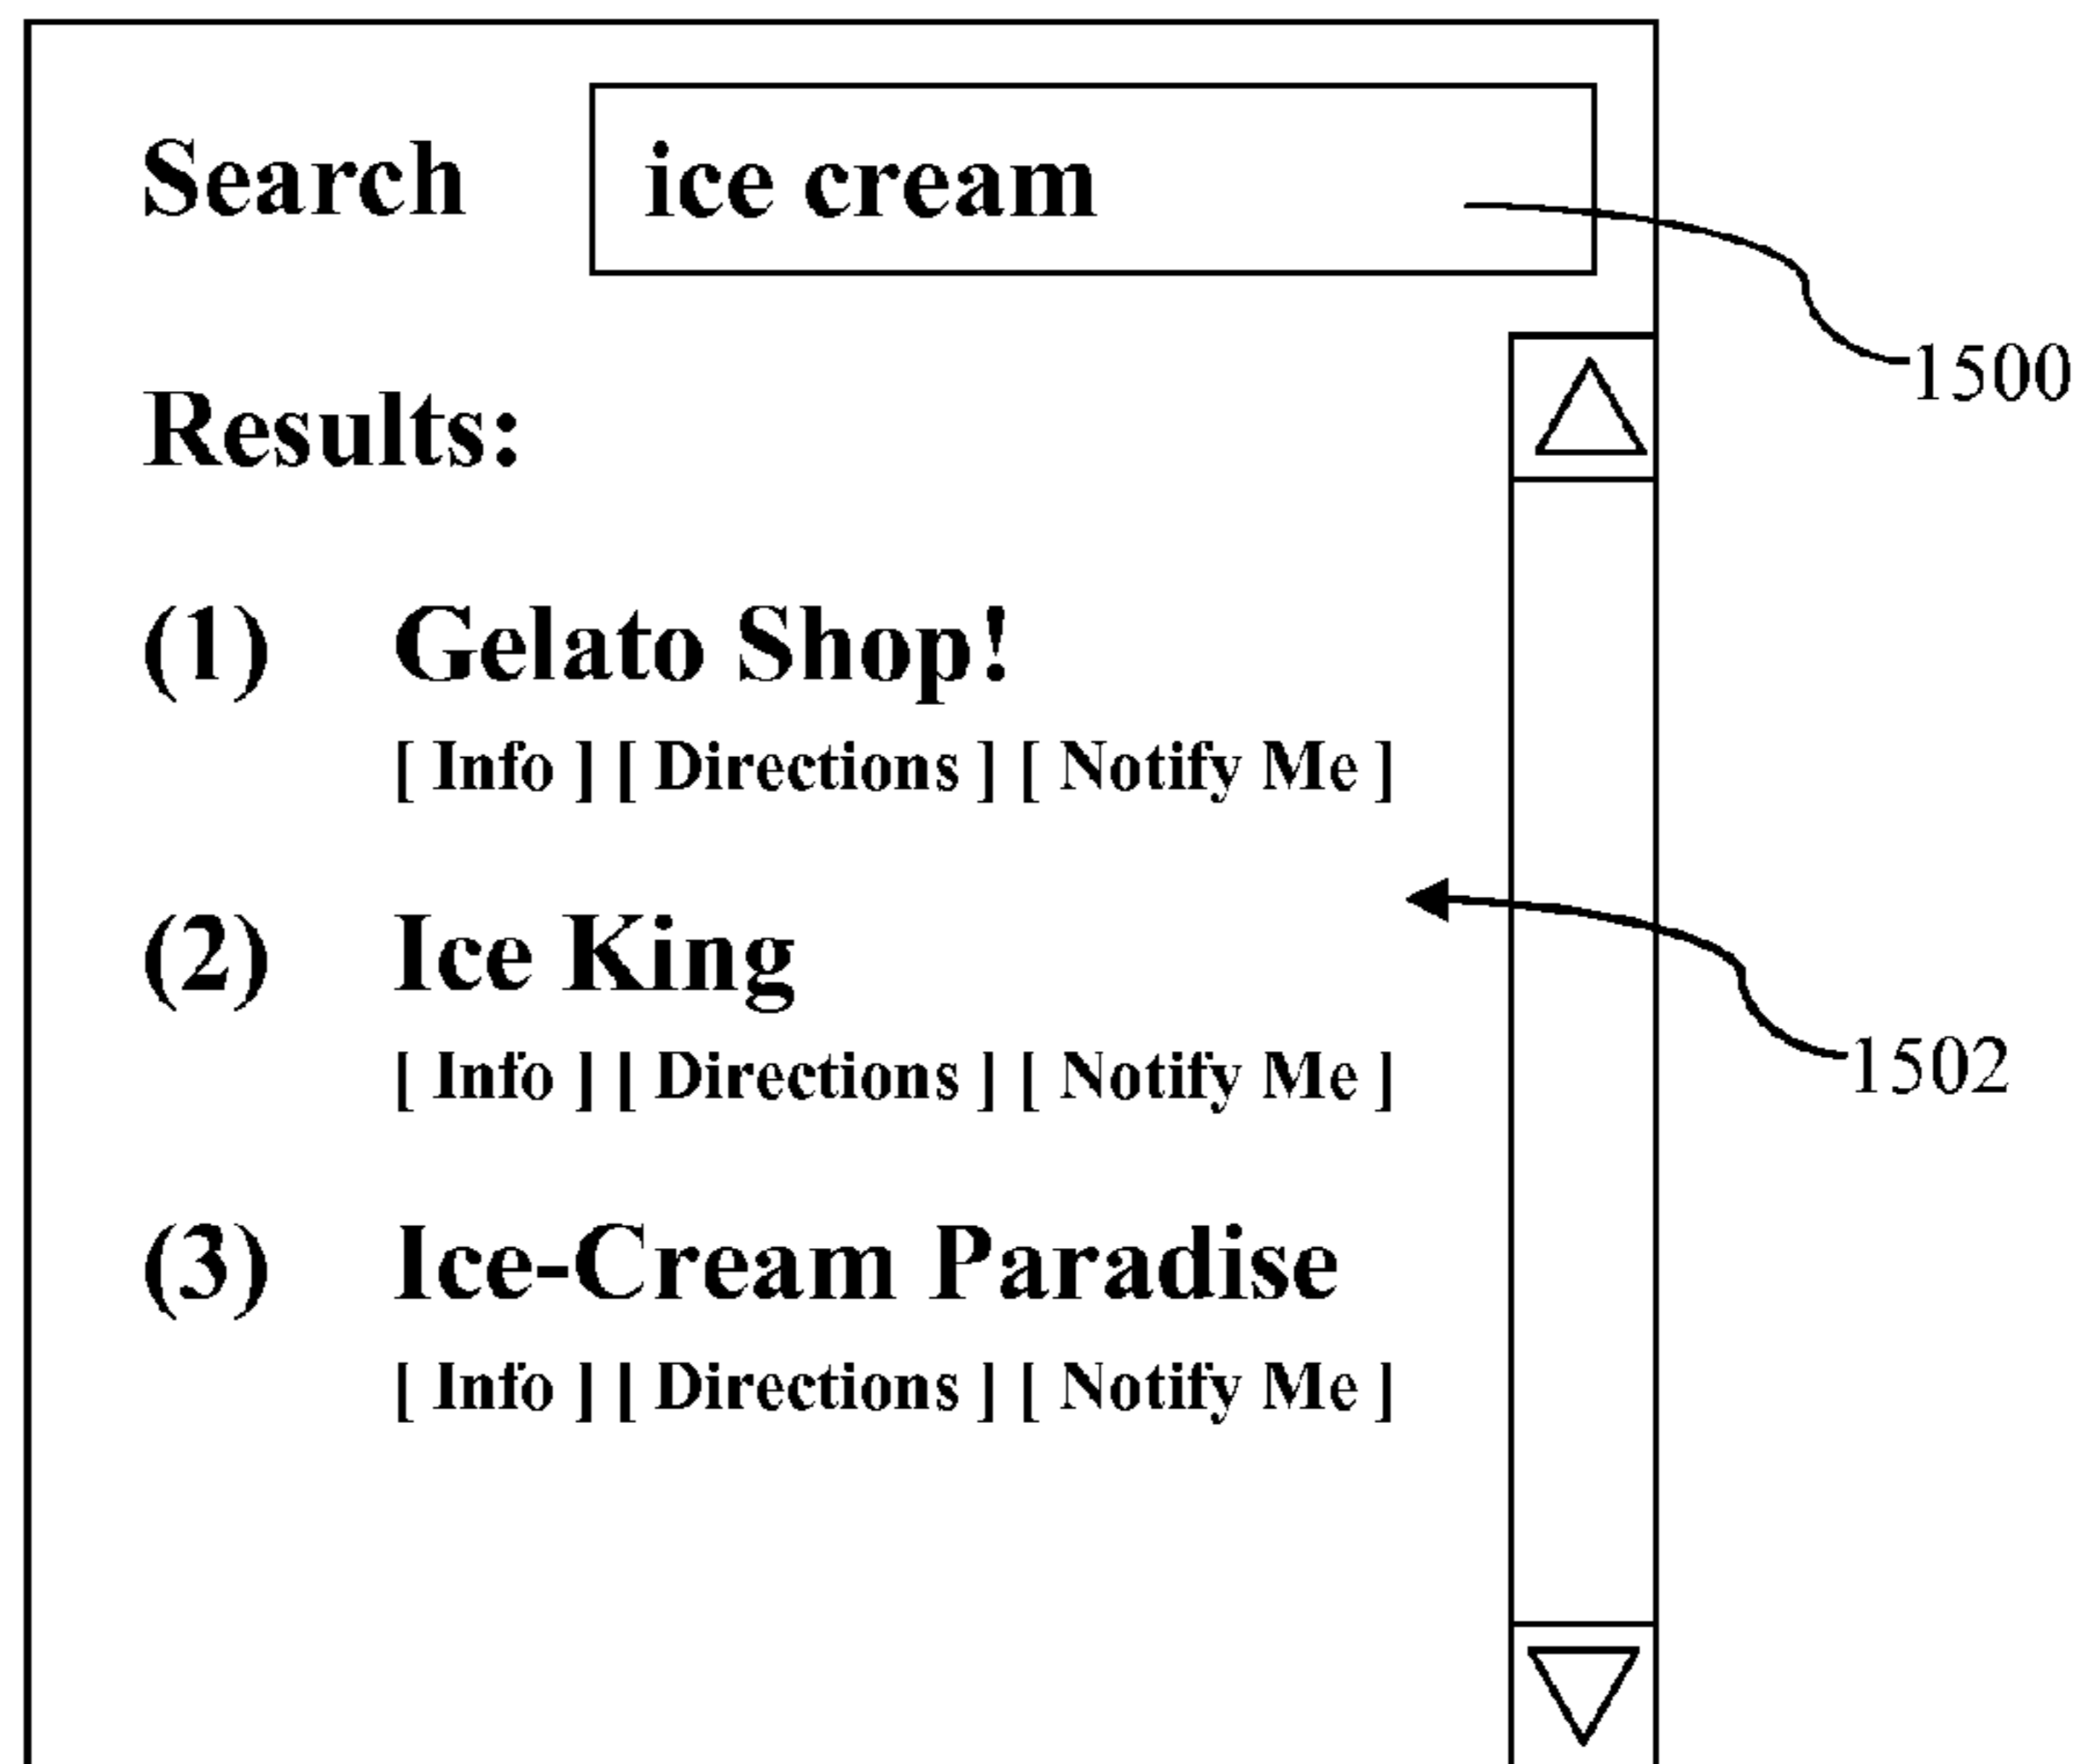 Search ice cream
1500
Results:
(1) Gelato Shop!
[ Info ] [ Directions ] [ Notify Me ]
(2) Ice King
[ Info ] [ Directions ] [ Notify Me ]
1502
(3) Ice-Cream Paradise
[ Info ] [ Directions ] [ Notify Me ]